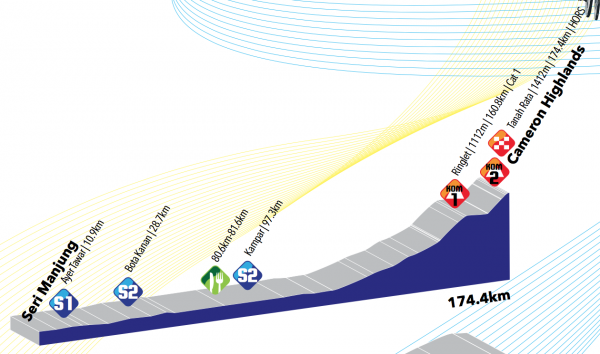 Seri Manjung
Ayer Tawar | 10.9km
S1
Bota Kanan | 28.7km
S2
80.6km-81.6km
Kampar | 97.3km
S2
Ringlet | 1112m | 160.8km | Cat 1
KOM 1
Tanah Rata | 1412m | 174.4km | HORS
KOM 2
Cameron Highlands
174.4km